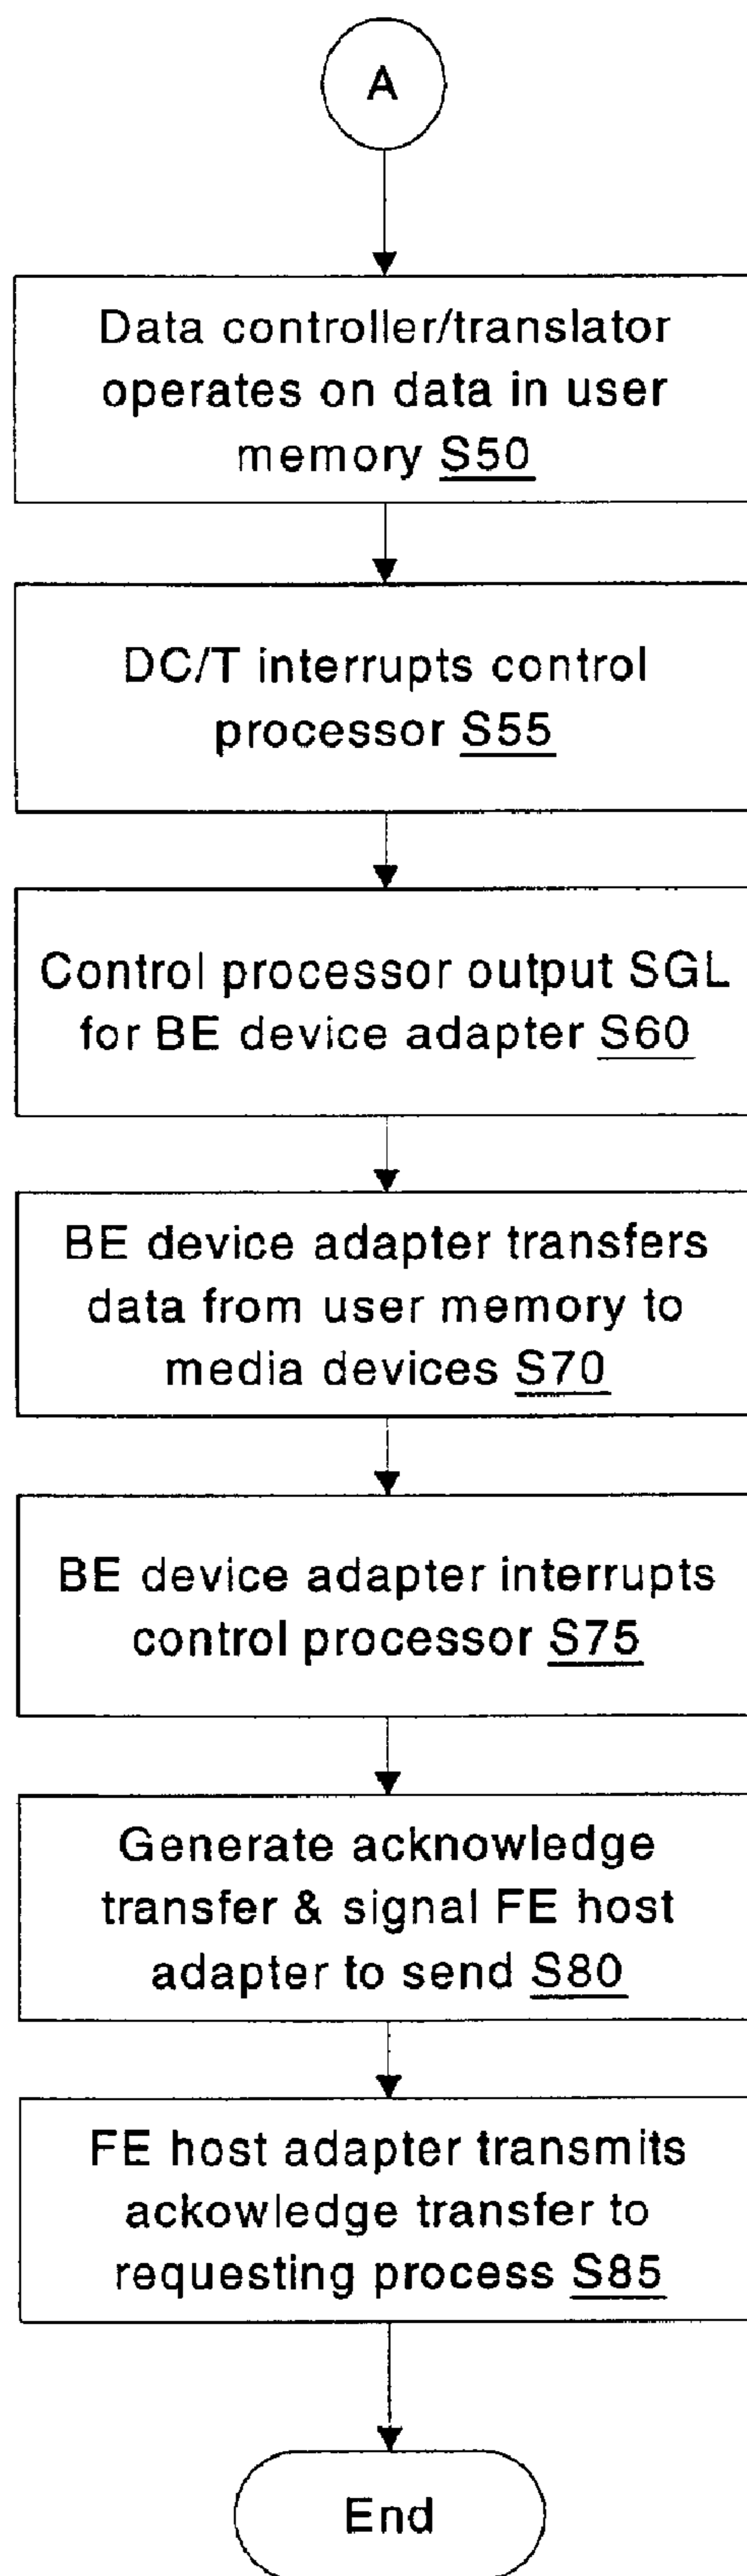 A
Data controller/translator
operates on data in user
memory S50
DC/T interrupts control
processor S55
Control processor output SGL
for BE device adapter S60
BE device adapter transfers
data from user memory to
media devices S70
BE device adapter interrupts
control processor S75
Generate acknowledge
transfer & signal FE host
adapter to send S80
FE host adapter transmits
ackowledge transfer to
requesting process S85
End